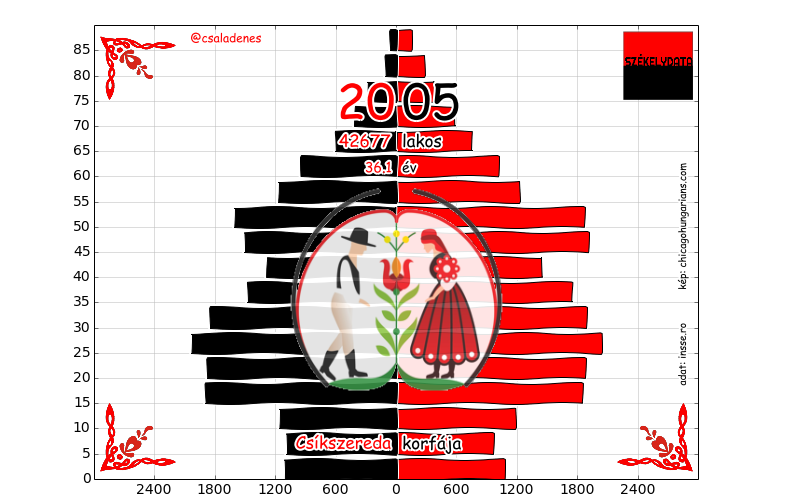 @csaladenes
SZÉKELYDATA
2005
42677 lakos
36.1 év
kép: chicagohungarians.com
adat: insse.ro
Csíkszereda korfája
85
80
75
70
65
60
55
50
45
40
35
30
25
20
15
10
5
0
2400 1800 1200 600 0 600 1200 1800 2400